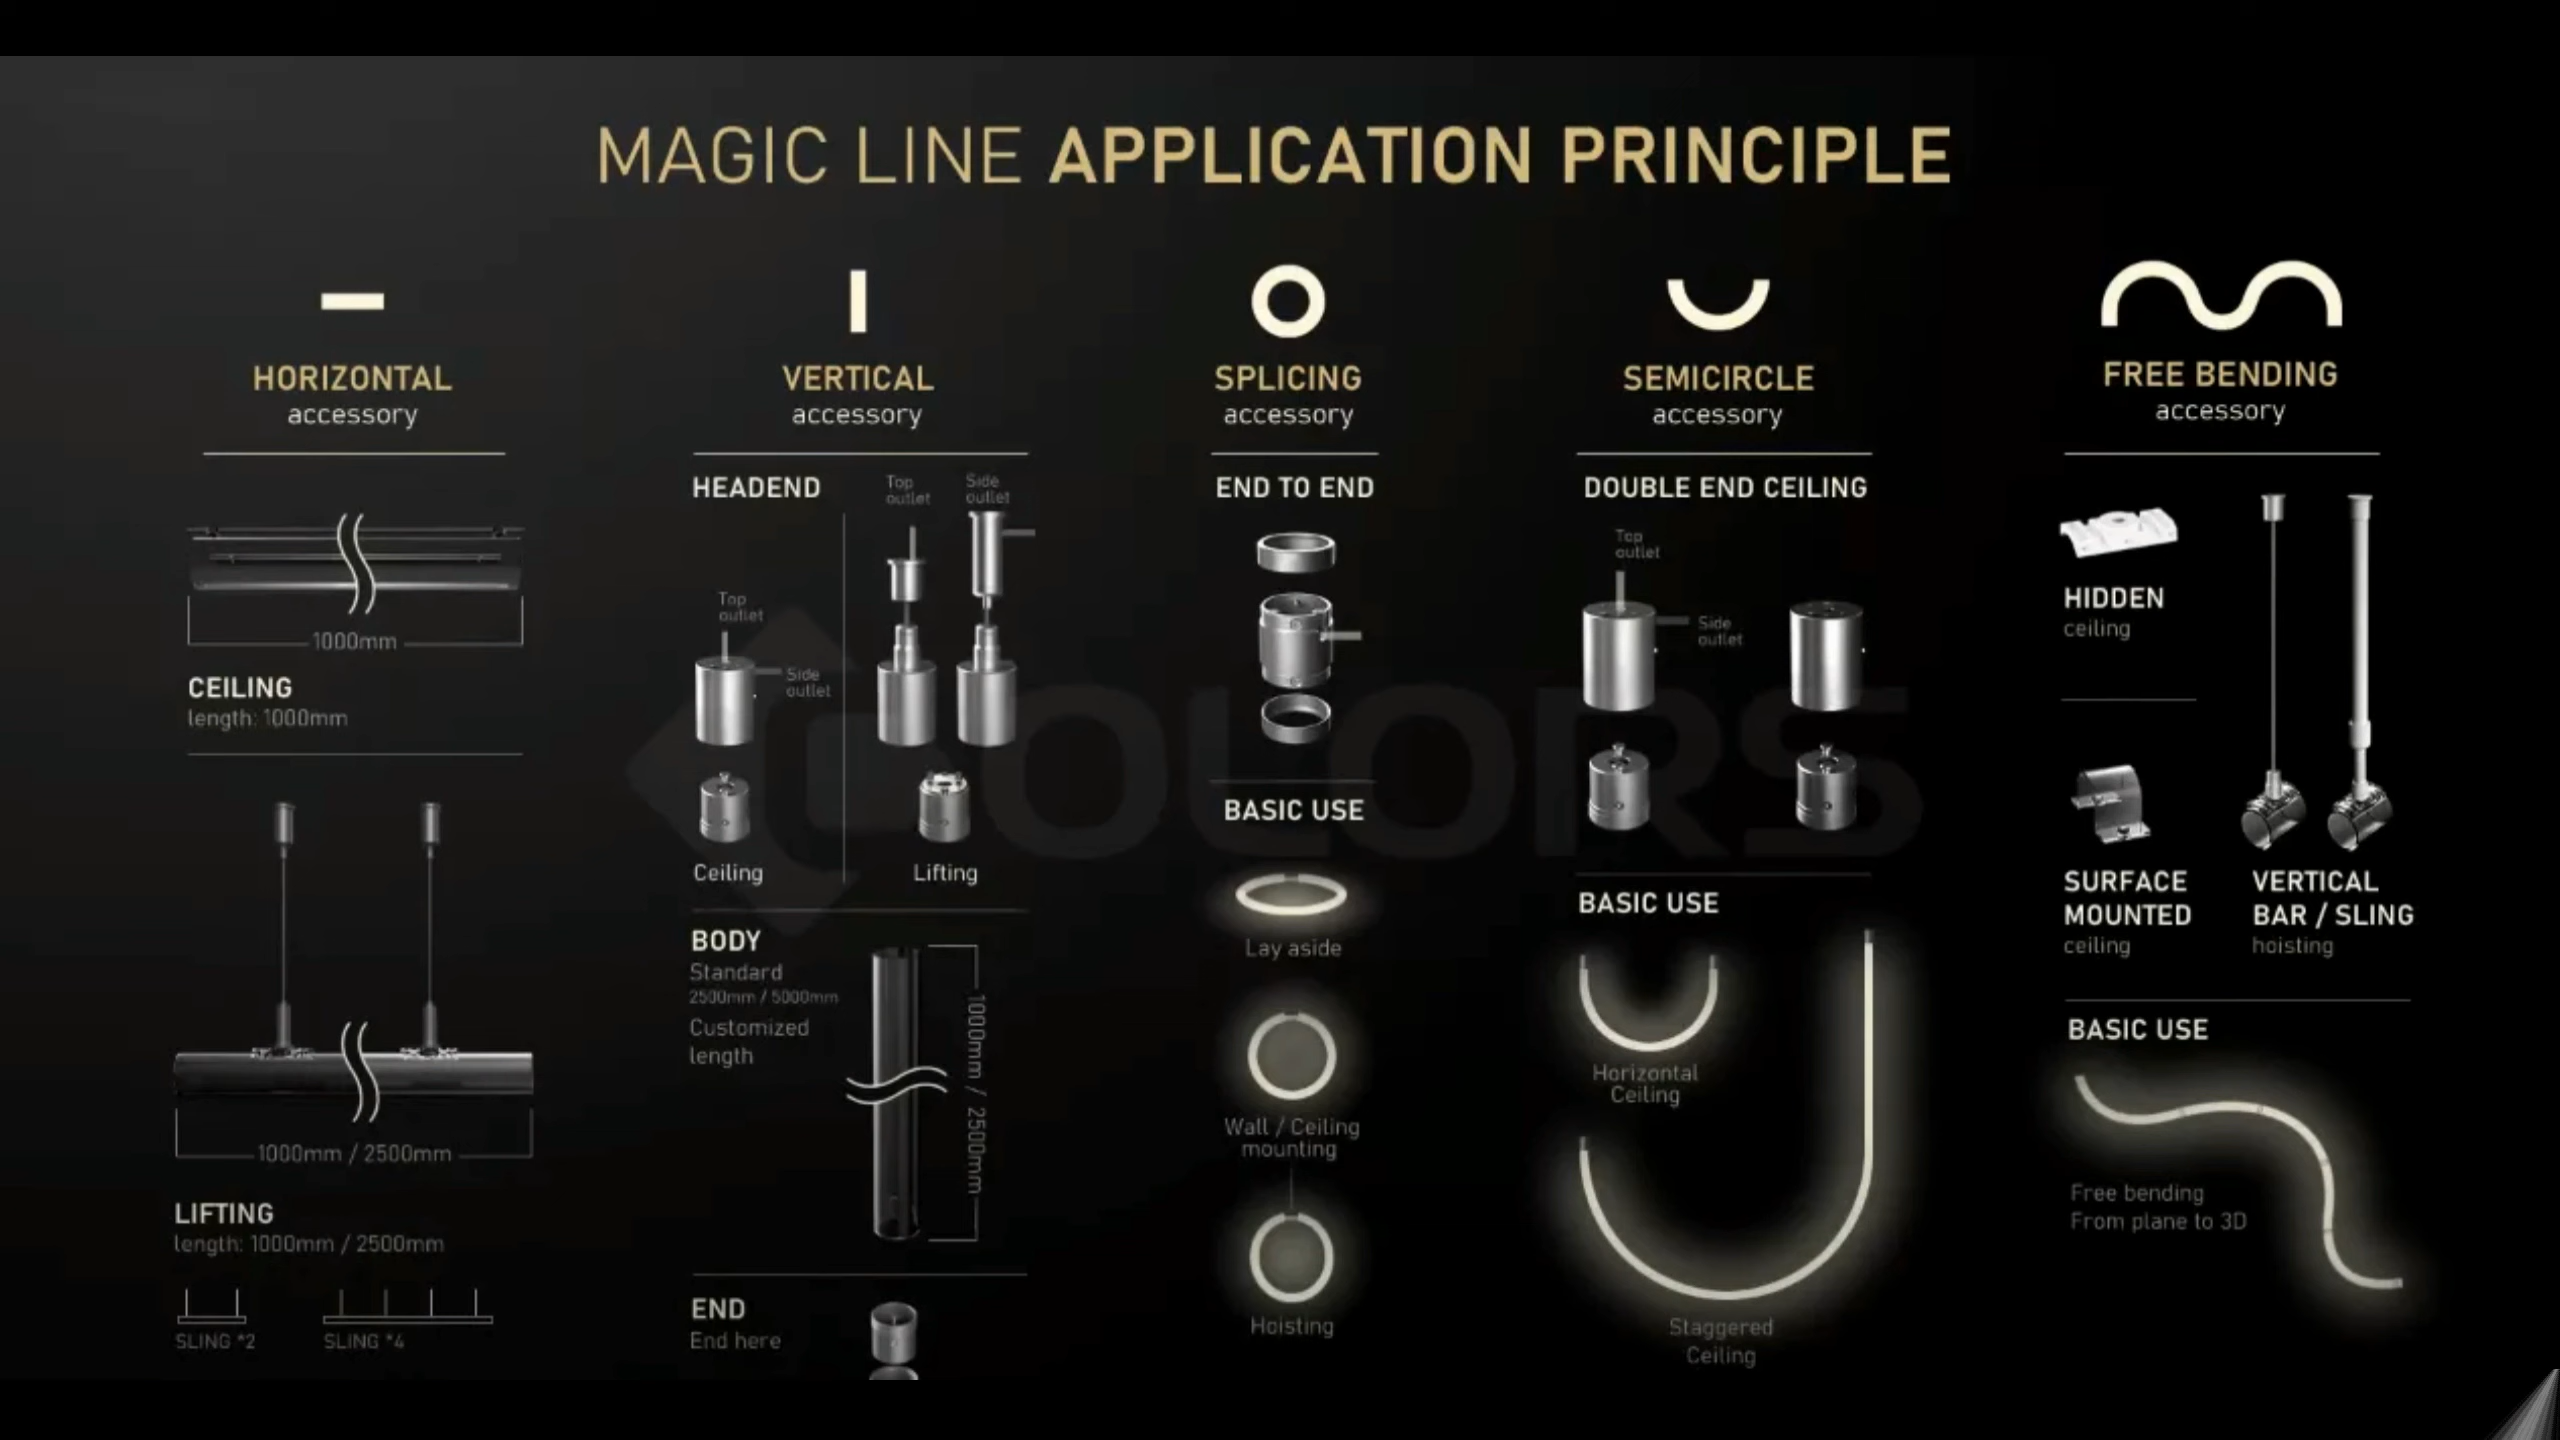 MAGIC LINE APPLICATION PRINCIPLE
HORIZONTAL
accessory
1000mm
CEILING
length: 1000mm
1000mm / 2500mm
LIFTING
length: 1000mm / 2500mm
SLING *2
SLING *4
VERTICAL
accessory
HEADEND
Top
outlet
Side
outlet
Top
outlet
Side
outlet
Ceiling
Lifting
BODY
Standard
2500mm / 5000mm
Customized
length
1000mm / 2500mm
END
End here
SPLICING
accessory
END TO END
BASIC USE
Lay aside
Wall / Ceiling
mounting
Hoisting
SEMICIRCLE
accessory
DOUBLE END CEILING
Top
outlet
Side
outlet
BASIC USE
Horizontal
Ceiling
Staggered
Ceiling
FREE BENDING
accessory
HIDDEN
ceiling
SURFACE
MOUNTED
ceiling
VERTICAL
BAR / SLING
hoisting
BASIC USE
Free bending
From plane to 3D
COLORS